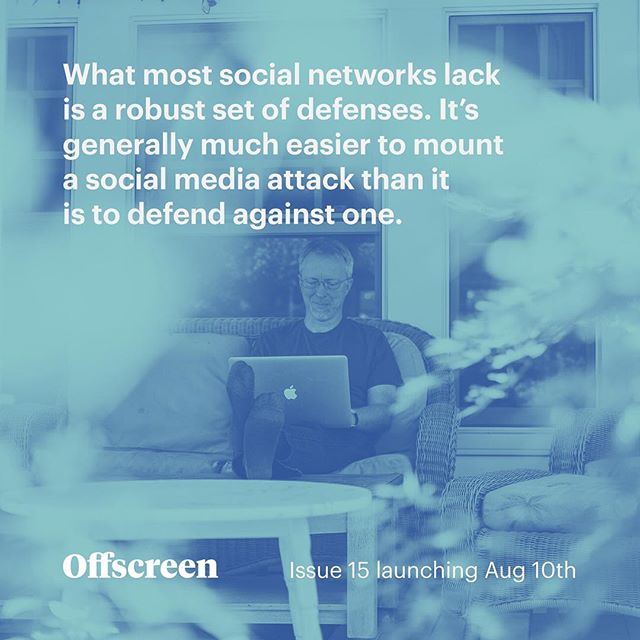 What most social networks lack
is a robust set of defenses. It’s
generally much easier to mount
a social media attack than it
is to defend against one.
Offscreen
Issue 15 launching Aug 10th